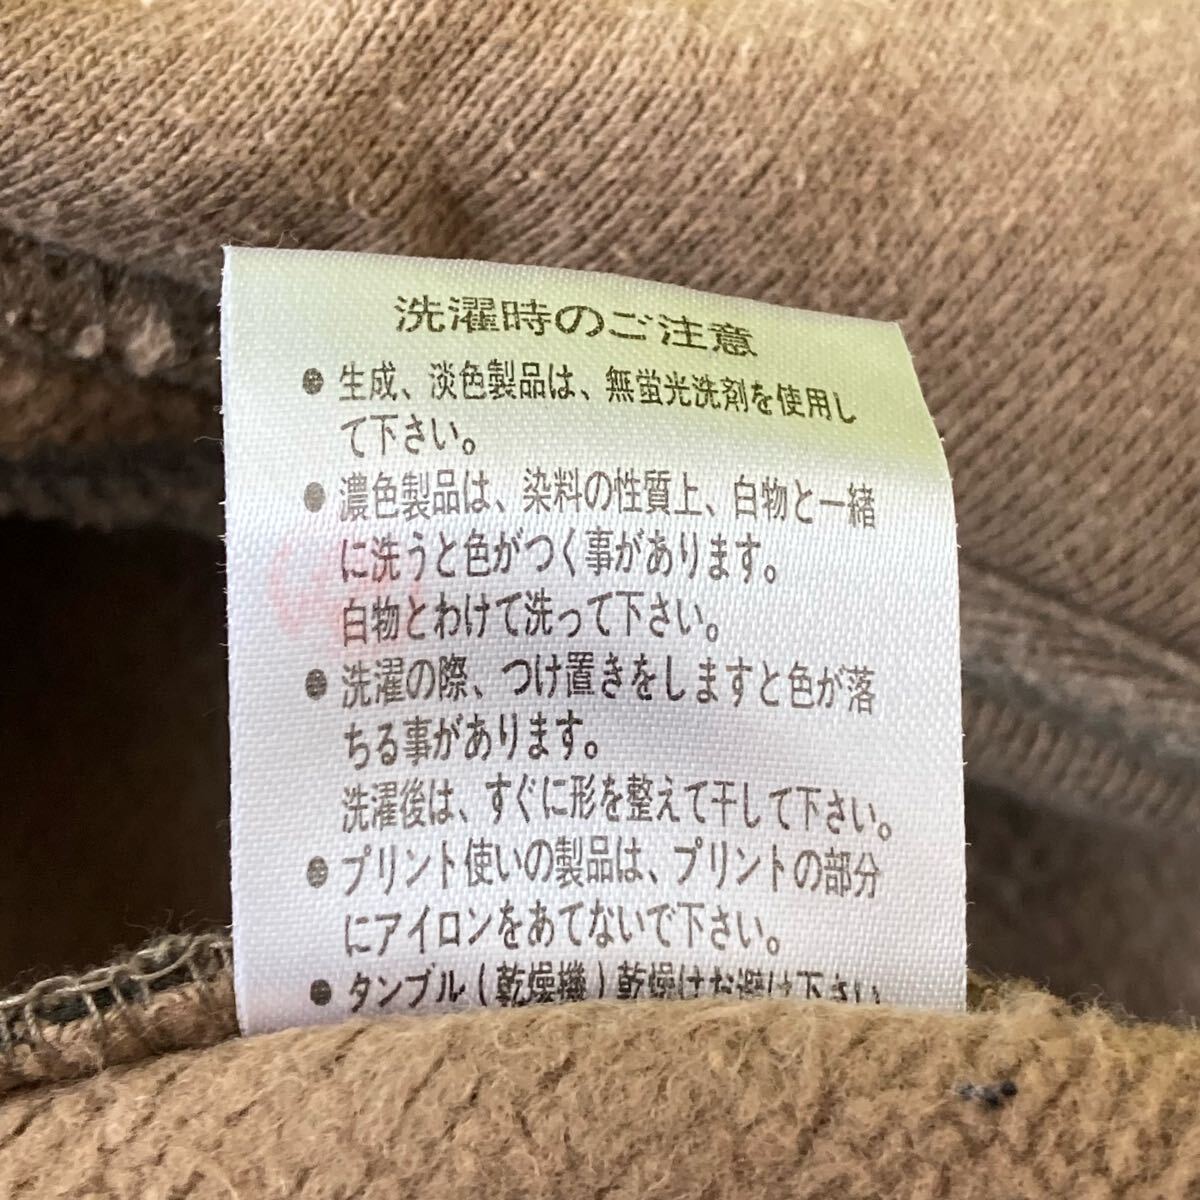 洗濯時のご注意
● 生成、淡色製品は、無蛍光洗剤を使用し
て下さい。
● 濃色製品は、染料の性質上、白物と一緒
に洗うと色がつく事があります。
白物とわけて洗って下さい。
● 洗濯の際、つけ置きをしますと色が落
ちる事があります。
洗濯後は、すぐに形を整えて干して下さい。
● プリント使いの製品は、プリントの部分
にアイロンをあてないで下さい。
● タンブル(乾燥機)乾燥はお避け下さい